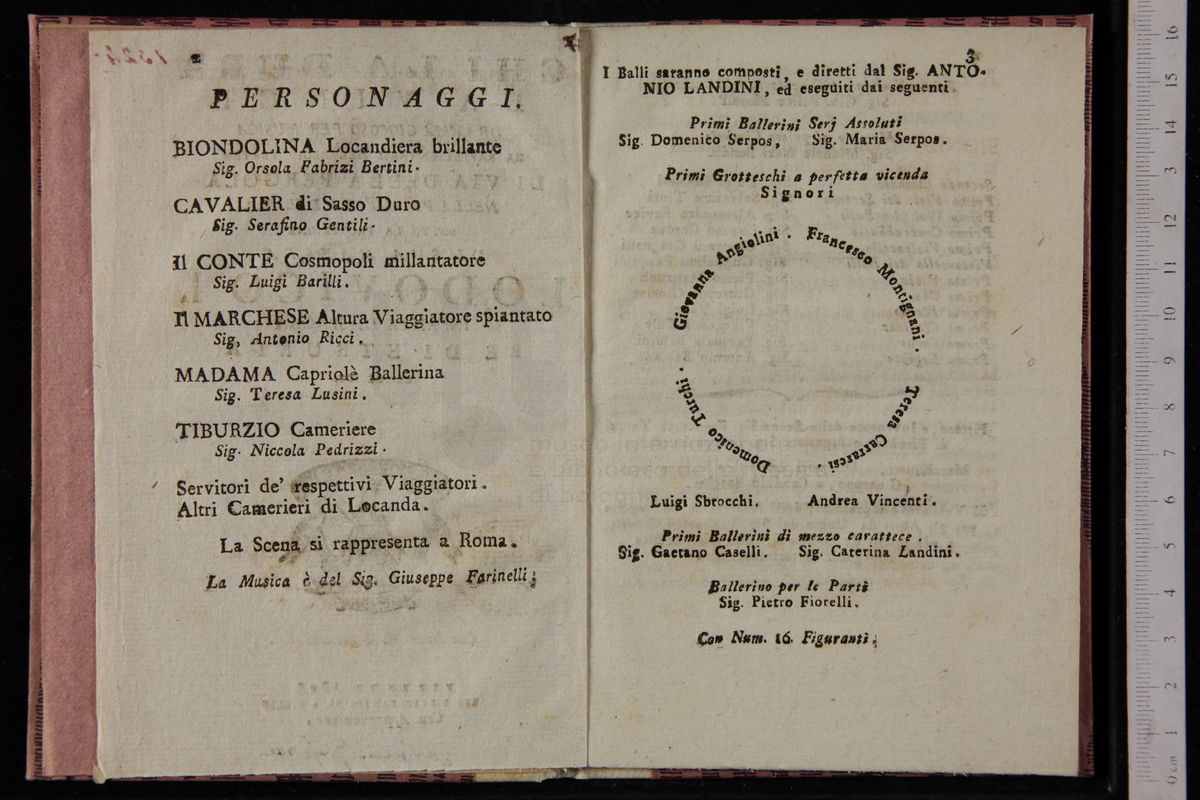 2
PERSONAGGI.
BIONDOLINA Locandiera brillante
Sig. Orsola Fabrizi Bertini.
CAVALIER di Sasso Duro
Sig. Serafino Gentili.
Il CONTE Cosmopoli millantatore
Sig. Luigi Barilli.
Il MARCHESE Altura Viaggiatore spiantato
Sig, Antonio Ricci.
MADAMA Capriolè Ballerina
Sig. Teresa Lusini.
TIBURZIO Cameriere
Sig. Niccola Pedrizzi.
Servitori de' respettivi Viaggiatori.
Altri Camerieri di Locanda.
La Scena si rappresenta a Roma.
La Musica è del Sig. Giuseppe Farinelli;
3
I Balli saranno composti, e diretti dal Sig. ANTO-
NIO LANDINI, ed eseguiti dai seguenti
Primi Ballerini Serj Assoluti
Sig. Domenico Serpos, Sig. Maria Serpos.
Primi Grotteschi a perfetta vicenda
Signori
Giovanna Angiolini. Francesco Montignani. Teresa Carraresi. Domenico Turchi.
Luigi Sbrocchi. Andrea Vincenti.
Primi Ballerini di mezzo carattece.
Sig. Gaetano Caselli. Sig. Caterina Landini.
Ballerino per le Parti
Sig. Pietro Fiorelli.
Con Num. 16. Figuranti;